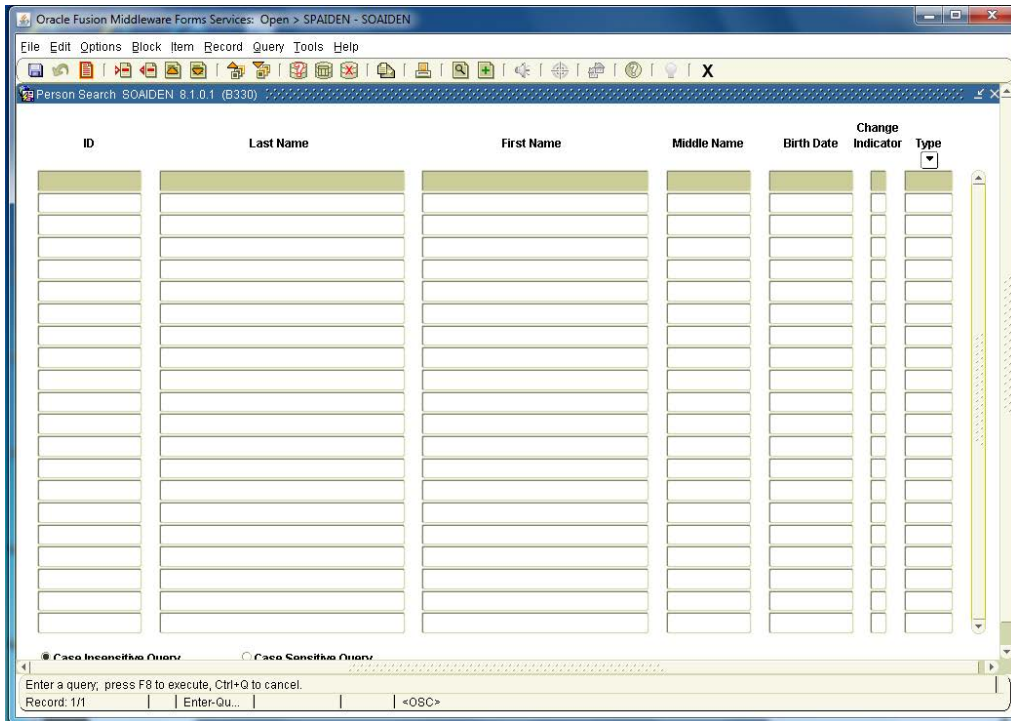 Oracle Fusion Middleware Forms Services: Open > SPAIDEN - SOAIDEN
File Edit Options Block Item Record Query Tools Help
X
Person Search SOAIDEN 8.1.0.1 (B330)
ID Last Name First Name Middle Name Birth Date Change Indicator Type
Case Insensitive Query Case Sensitive Query
Enter a query; press F8 to execute, Ctrl+Q to cancel.
Record: 1/1 Enter-Qu... <OSC>